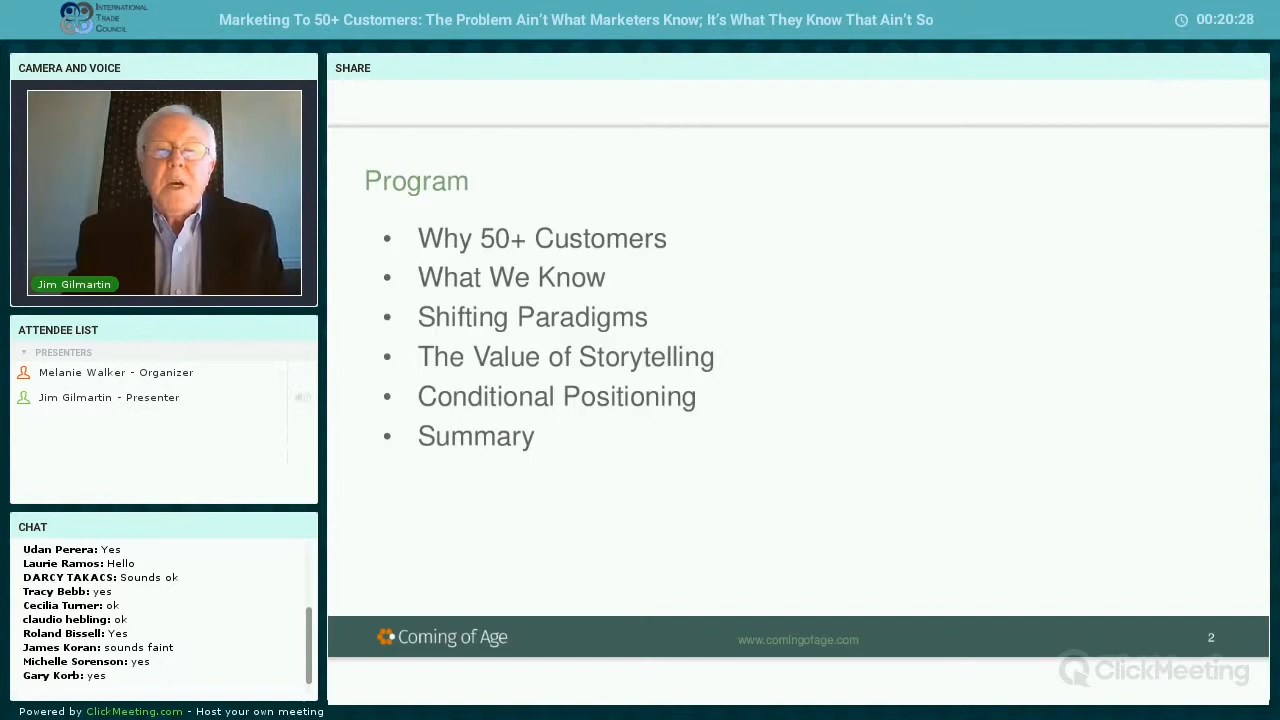 INTERNATIONAL
TRADE
COUNCIL
Marketing To 50+ Customers: The Problem Ain't What Marketers Know; It's What They Know That Ain't So
00:20:28
CAMERA AND VOICE
Jim Gilmartin
ATTENDEE LIST
PRESENTERS
Melanie Walker - Organizer
Jim Gilmartin - Presenter
CHAT
Udan Perera: Yes
Laurie Ramos: Hello
DARCY TAKACS: Sounds ok
Tracy Bebb: yes
Cecilia Turner: ok
claudio hebling: ok
Roland Bissell: Yes
James Koran: sounds faint
Michelle Sorenson: yes
Gary Korb: yes
SHARE
Program
• Why 50+ Customers
• What We Know
• Shifting Paradigms
• The Value of Storytelling
• Conditional Positioning
• Summary
Coming of Age
www.comingofage.com
2
ClickMeeting
Powered by ClickMeeting.com - Host your own meeting